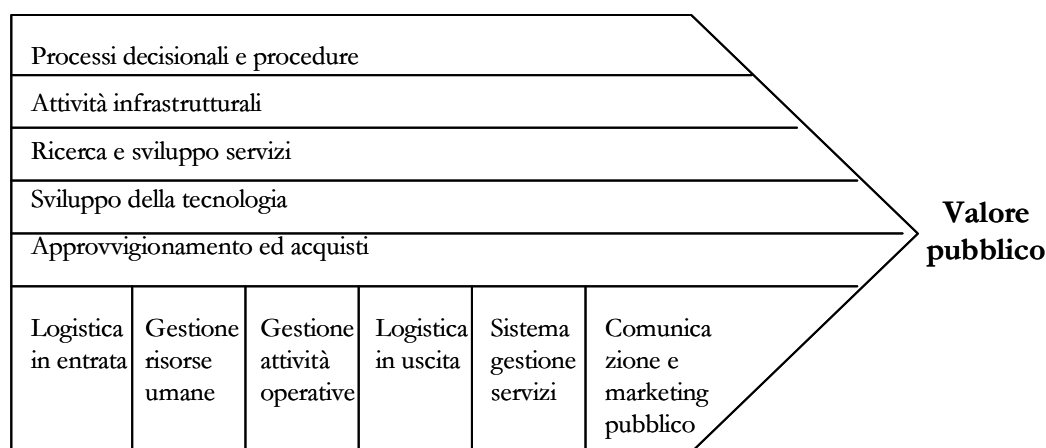 Processi decisionali e procedure
Attività infrastrutturali
Ricerca e sviluppo servizi
Sviluppo della tecnologia
Approvvigionamento ed acquisti
Logistica
in entrata
Gestione
risorse
umane
Gestione
attività
operative
Logistica
in uscita
Sistema
gestione
servizi
Comunica
zione e
marketing
pubblico
Valore
pubblico